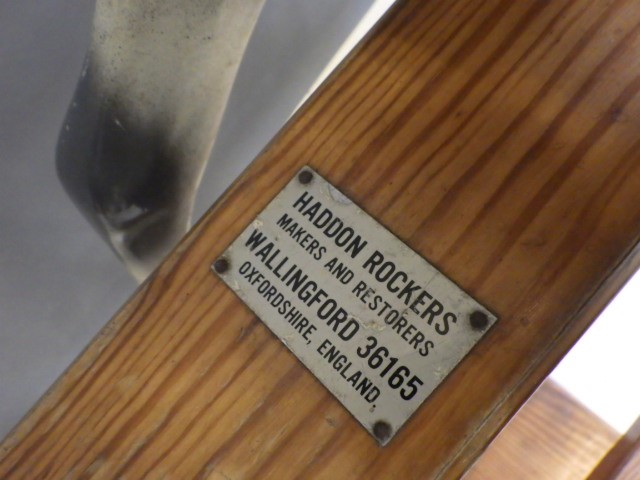 HADDON ROCKERS
MAKERS AND RESTORERS
WALLINGFORD 36165
OXFORDSHIRE, ENGLAND.